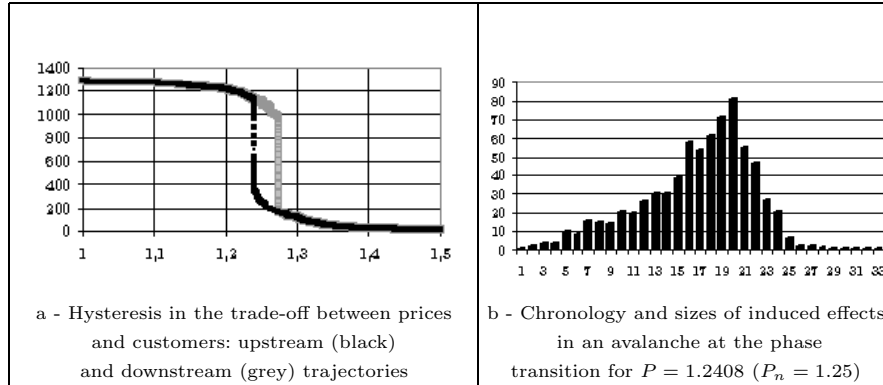 1400
1200
1000
800
600
400
200
0
1 1,1 1,2 1,3 1,4 1,5
a - Hysteresis in the trade-off between prices
and customers: upstream (black)
and downstream (grey) trajectories
90
80
70
60
50
40
30
20
10
0
1 3 5 7 9 11 13 15 17 19 21 23 25 27 29 31 33
b - Chronology and sizes of induced effects
in an avalanche at the phase
transition for P = 1.2408 (Pn = 1.25)